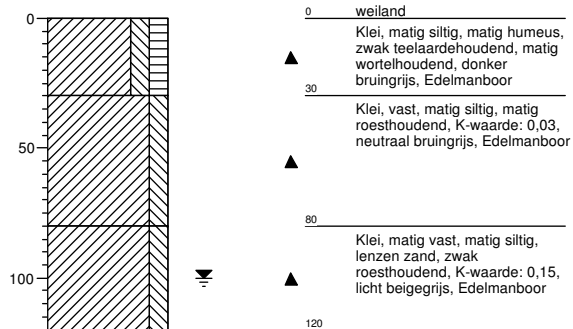 0
50
100
0 weiland
Klei, matig siltig, matig humeus,
zwak teelaardehoudend, matig
wortelhoudend, donker
bruingrijs, Edelmanboor
30
Klei, vast, matig siltig, matig
roesthoudend, K-waarde: 0,03,
neutraal bruingrijs, Edelmanboor
80
Klei, matig vast, matig siltig,
lenzen zand, zwak
roesthoudend, K-waarde: 0,15,
licht beigegrijs, Edelmanboor
120